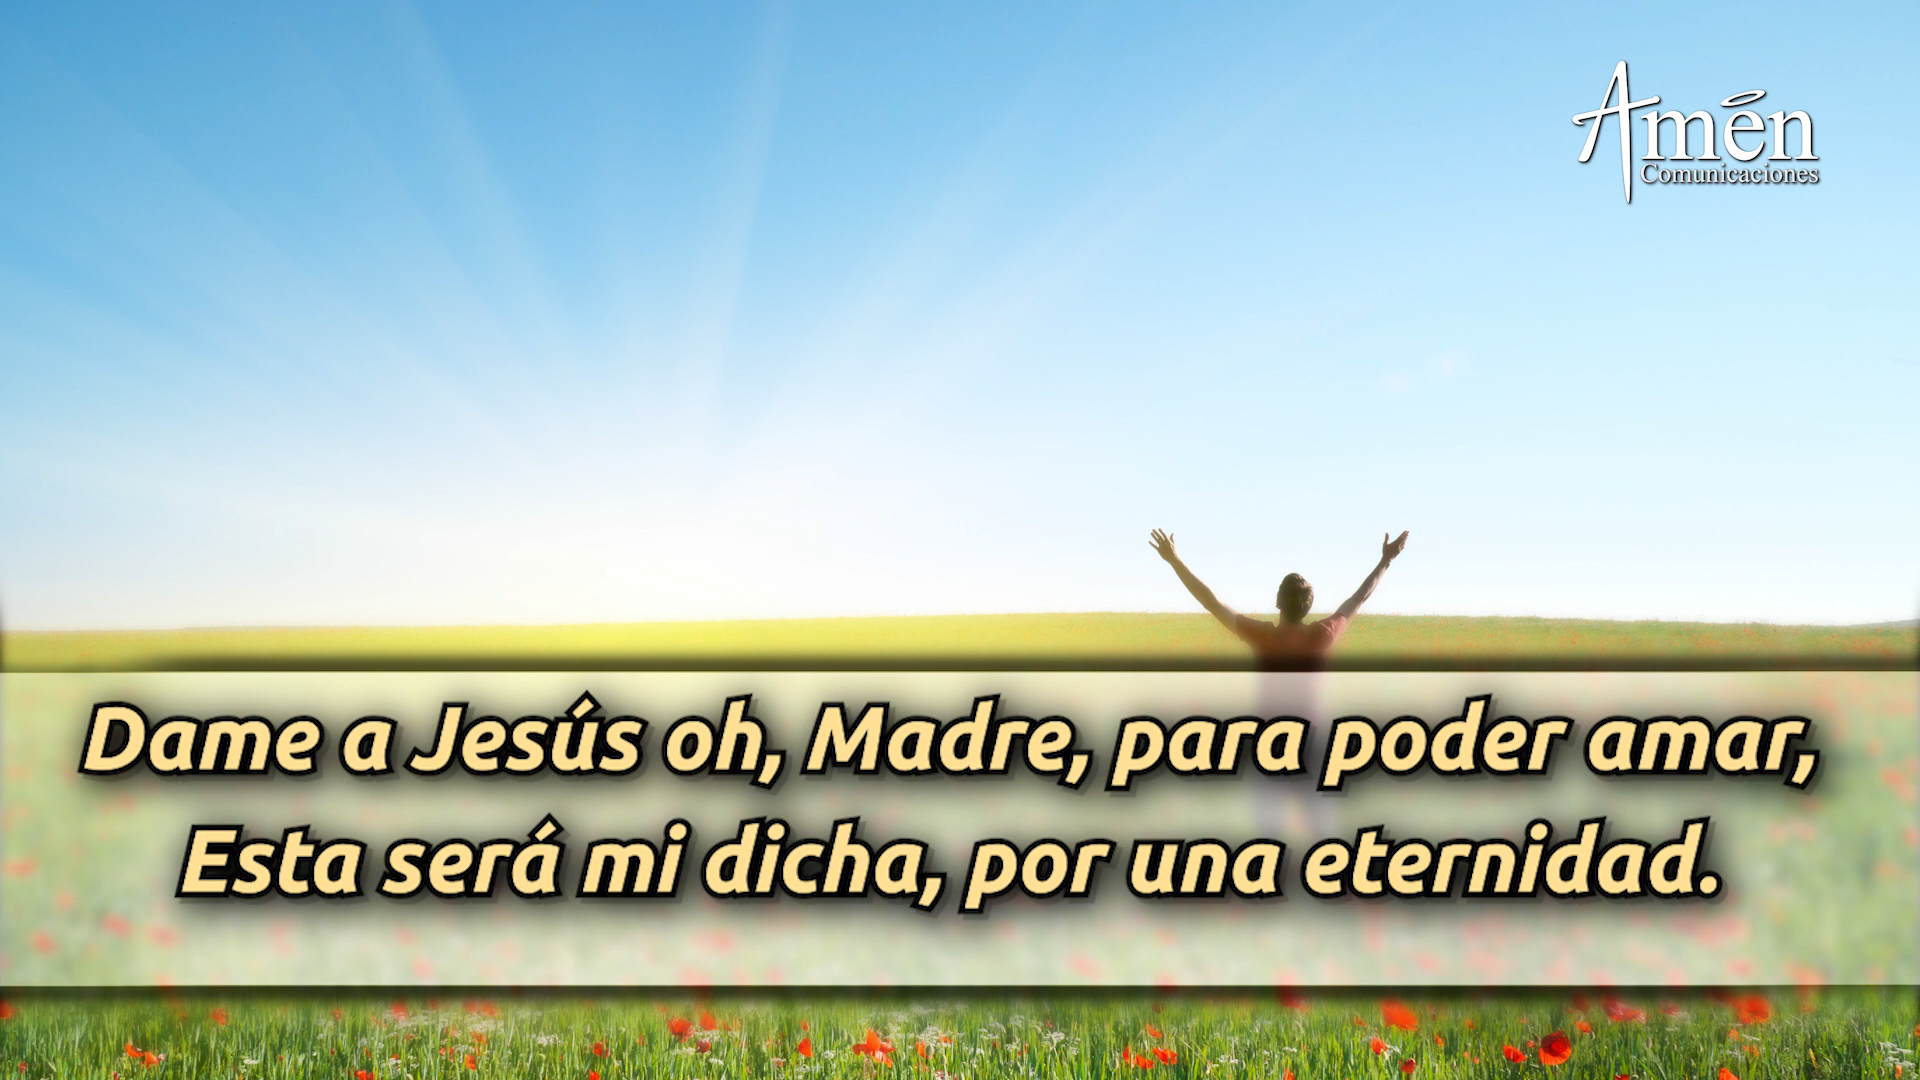 Amén
Comunicaciones
Dame a Jesús oh, Madre, para poder amar,
Esta será mi dicha, por una eternidad.